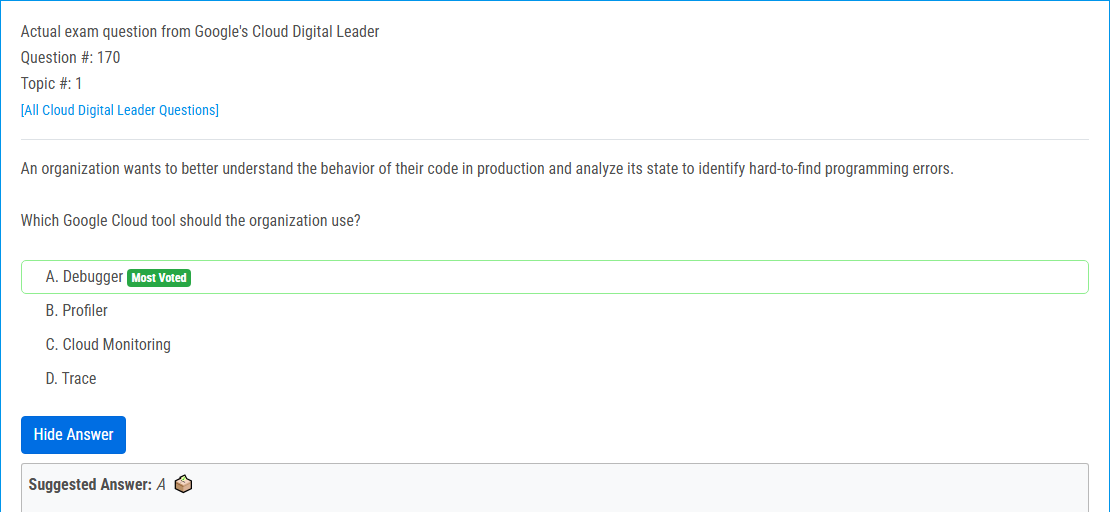 Actual exam question from Google's Cloud Digital Leader
Question #: 170
Topic #: 1
[All Cloud Digital Leader Questions]
An organization wants to better understand the behavior of their code in production and analyze its state to identify hard-to-find programming errors.
Which Google Cloud tool should the organization use?
A. Debugger Most Voted
B. Profiler
C. Cloud Monitoring
D. Trace
Hide Answer
Suggested Answer: A